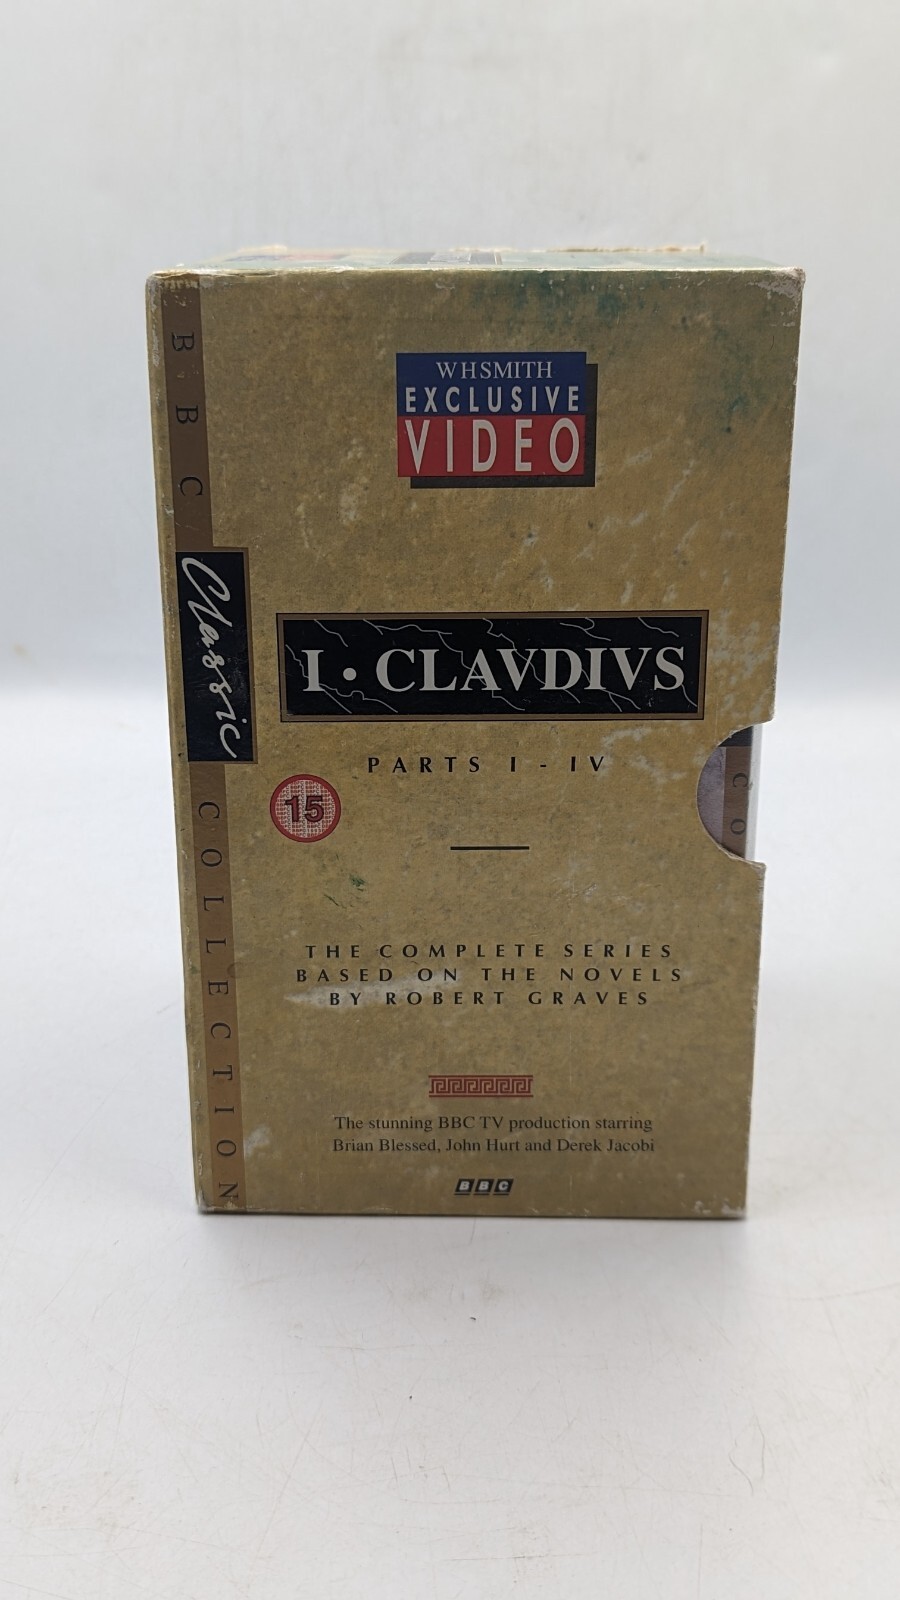 WHSMITH
EXCLUSIVE
VIDEO
BBC Classic COLLECTION
I • CLAVDIVS
PARTS I - IV
15
THE COMPLETE SERIES
BASED ON THE NOVELS
BY ROBERT GRAVES
The stunning BBC TV production starring
Brian Blessed, John Hurt and Derek Jacobi
BBC
C O